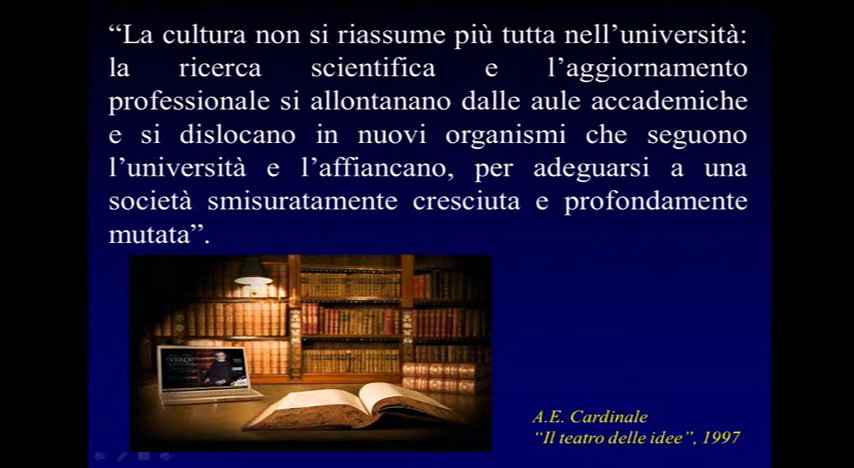 “La cultura non si riassume più tutta nell’università:
la ricerca scientifica e l’aggiornamento
professionale si allontanano dalle aule accademiche
e si dislocano in nuovi organismi che seguono
l’università e l’affiancano, per adeguarsi a una
società smisuratamente cresciuta e profondamente
mutata”.
A.E. Cardinale
“Il teatro delle idee”, 1997